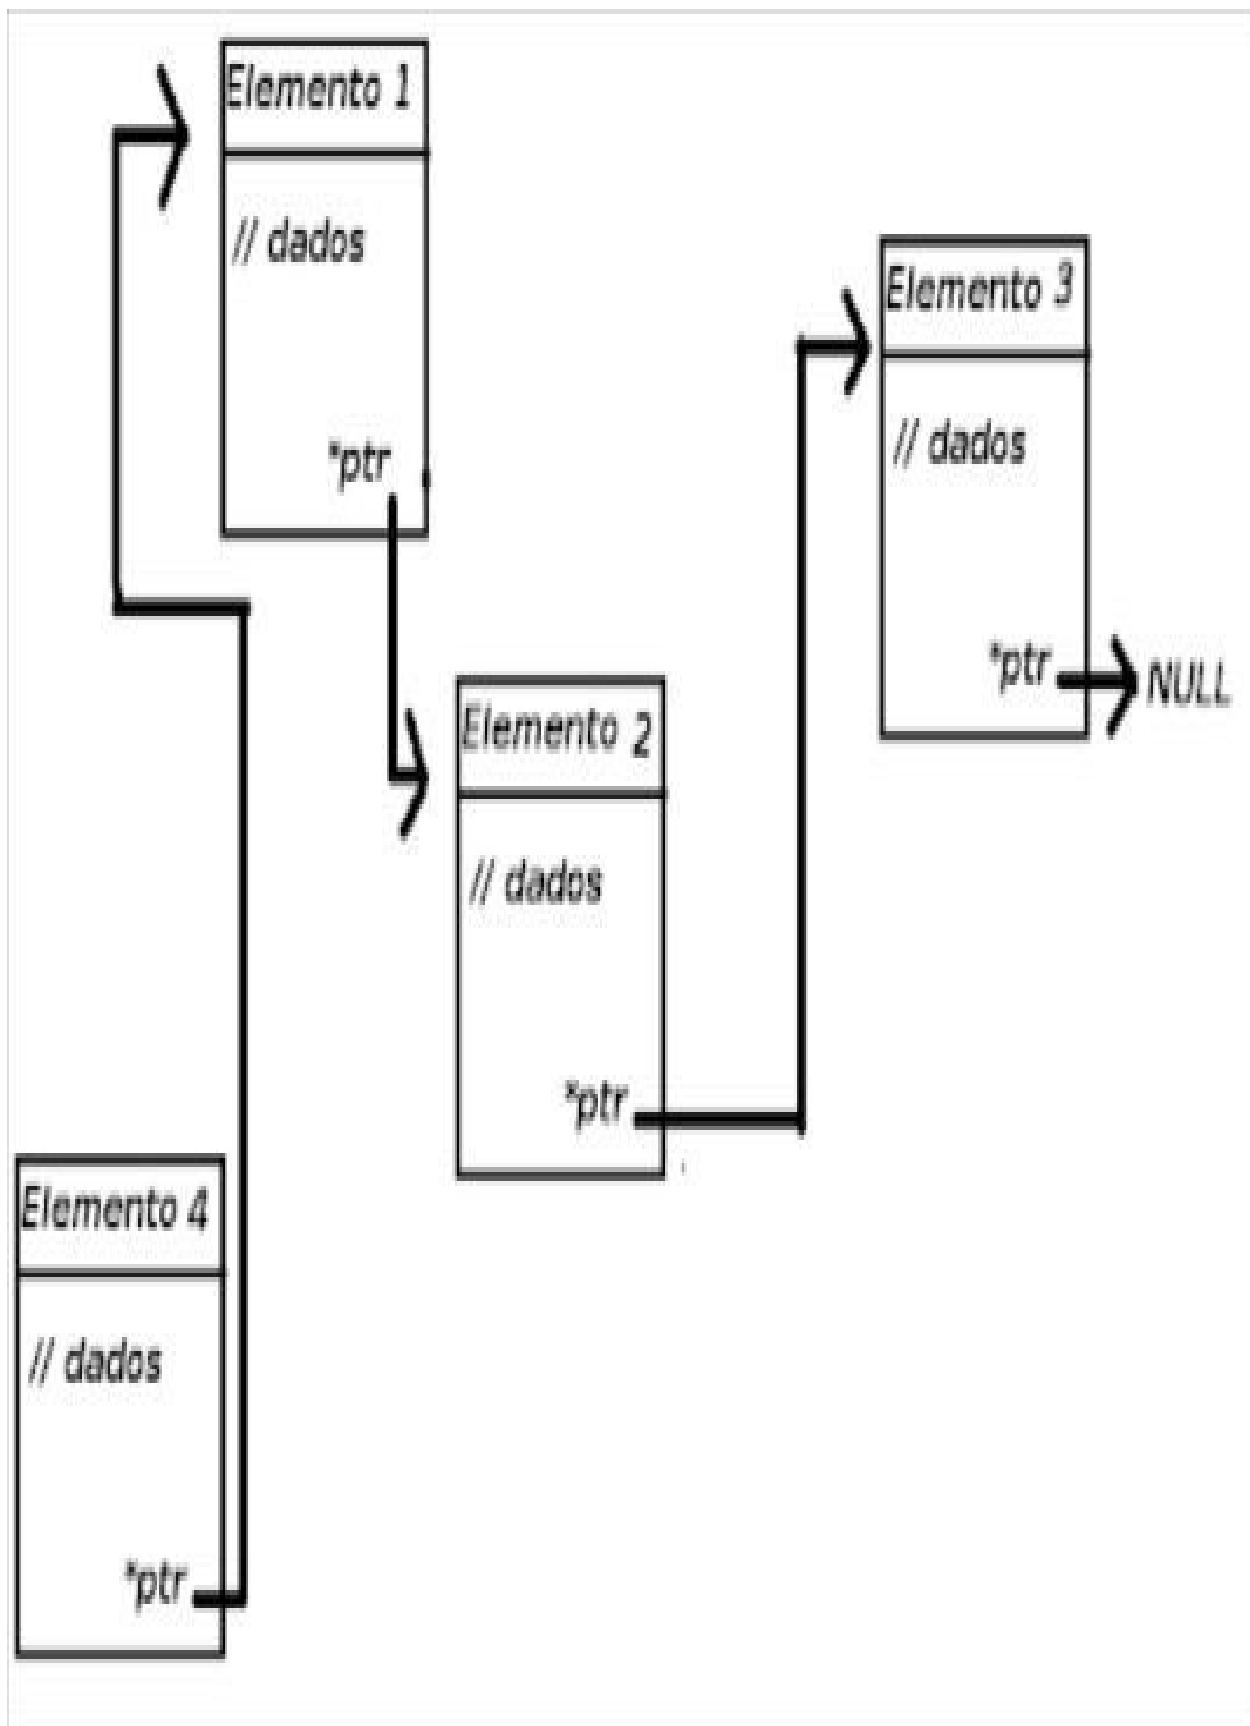 Elemento 1
// dados
*ptr
Elemento 3
// dados
*ptr
NULL
Elemento 2
// dados
*ptr
Elemento 4
// dados
*ptr